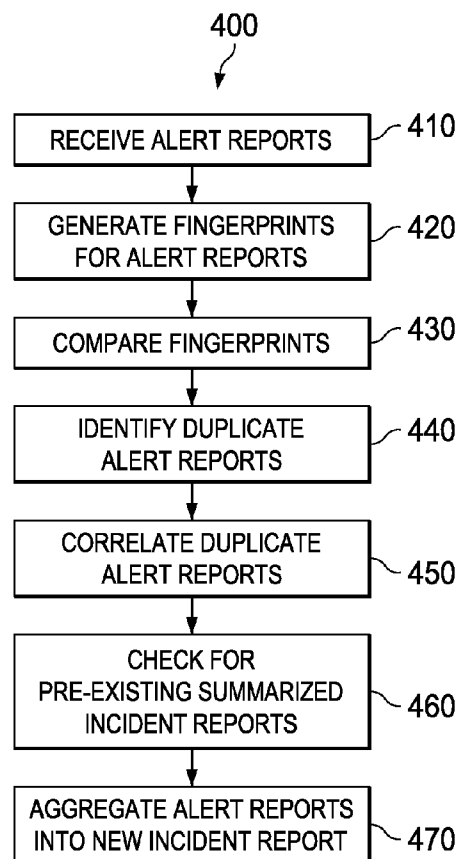 400
RECEIVE ALERT REPORTS
410
GENERATE FINGERPRINTS
FOR ALERT REPORTS
420
COMPARE FINGERPRINTS
430
IDENTIFY DUPLICATE
ALERT REPORTS
440
CORRELATE DUPLICATE
ALERT REPORTS
450
CHECK FOR
PRE-EXISTING SUMMARIZED
INCIDENT REPORTS
460
AGGREGATE ALERT REPORTS
INTO NEW INCIDENT REPORT
470